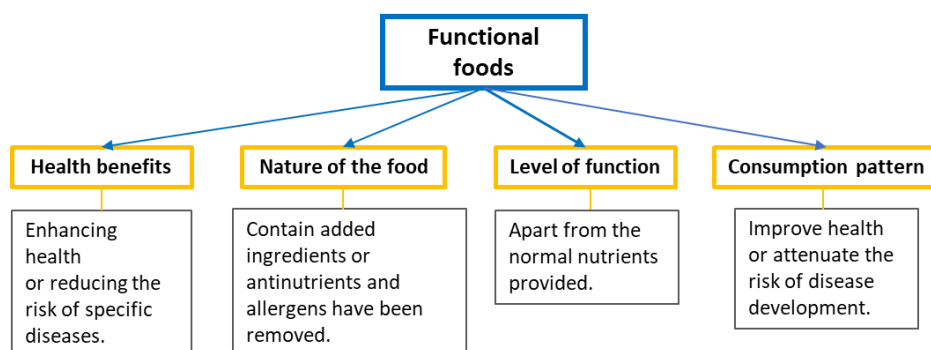 Functional
foods
Health benefits
Nature of the food
Level of function
Consumption pattern
Enhancing
health
or reducing the
risk of specific
diseases.
Contain added
ingredients or
antinutrients and
allergens have been
removed.
Apart from the
normal nutrients
provided.
Improve health
or attenuate the
risk of disease
development.